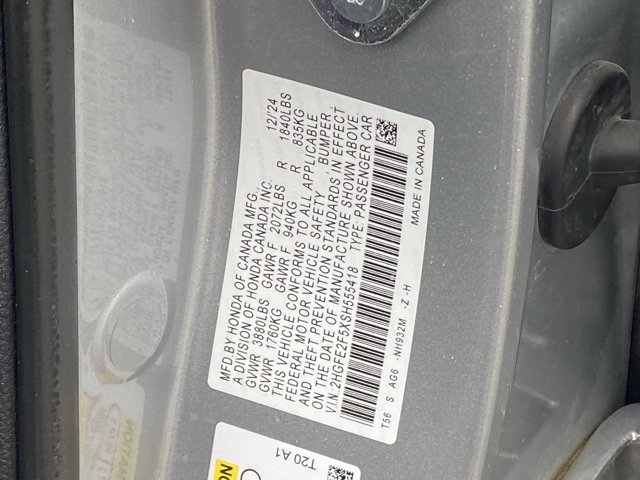 MFD BY HONDA OF CANADA MFG. 12/'24
A DIVISION OF HONDA CANADA INC.
GVWR 3880LBS GAWR F 2072LBS R 1840LBS
GVWR 1760KG GAWR F 940KG R 835KG
THIS VEHICLE CONFORMS TO ALL APPLICABLE
FEDERAL MOTOR VEHICLE SAFETY, BUMPER,
AND THEFT PREVENTION STANDARDS IN EFFECT
ON THE DATE OF MANUFACTURE SHOWN ABOVE.
V.I.N: 2HGFE2F5XSH555418 TYPE: PASSENGER CAR
T56 S AG6 -NH932M -Z -H
MADE IN CANADA
T20 A1